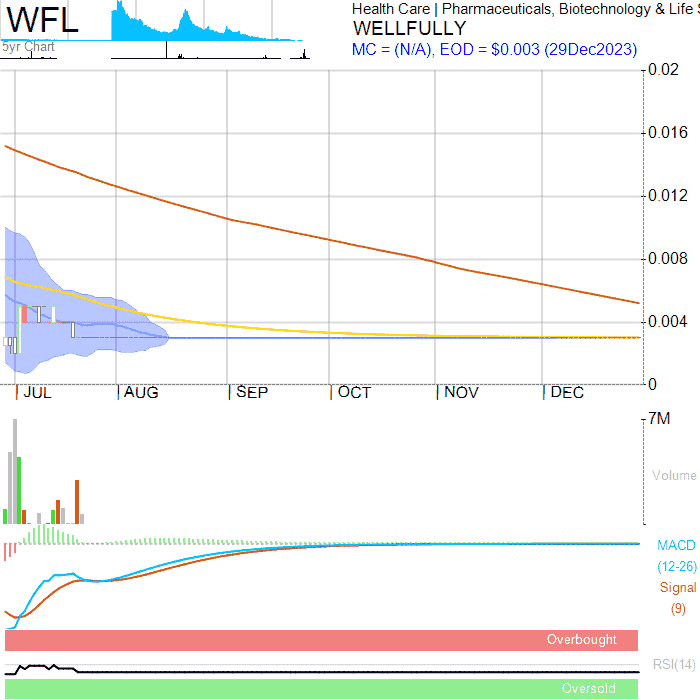 WFL
5yr Chart
Health Care | Pharmaceuticals, Biotechnology & Life
WELLFULLY
MC = (N/A), EOD = $0.003 (29Dec2023)
0.02
0.016
0.012
0.008
0.004
0
JUL AUG SEP OCT NOV DEC
7M
Volume
MACD
(12-26)
Signal
(9)
Overbought
RSI(14)
Oversold